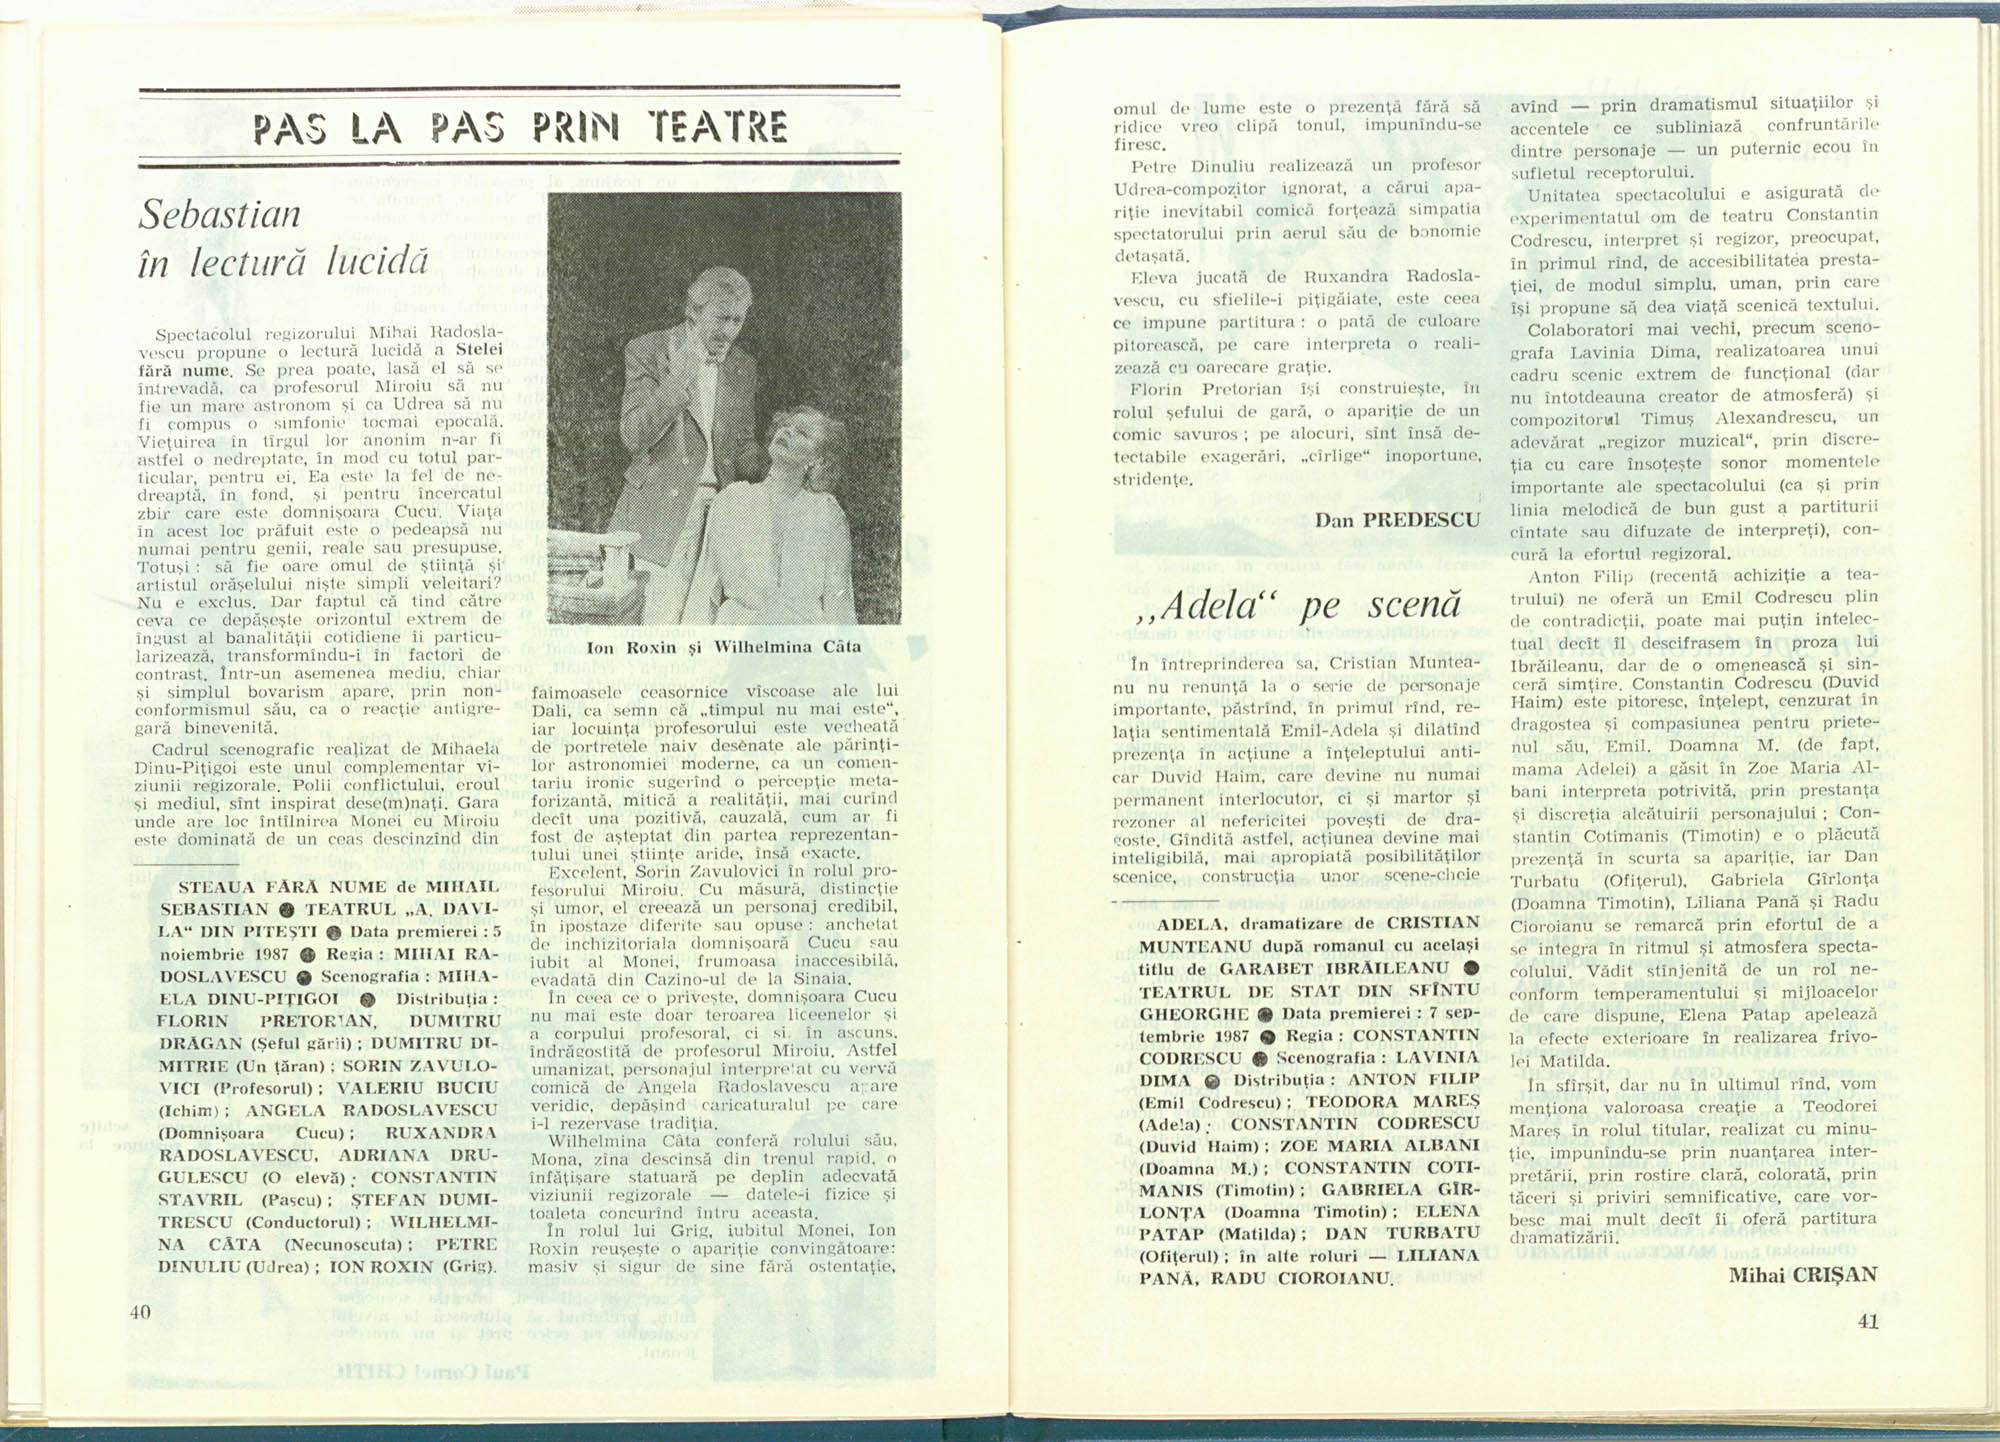 PAS LA PAS PRIN TEATRE
Sebastian
în lectură lucidă
Spectacolul regizorului Mihai Radosla-
vescu propune o lectură lucidă a Stelei
fără nume. Se prea poate, lasă el să se
întrevadă, ca profesorul Miroiu să nu
fie un mare astronom și ca Udrea să nu
fi compus o simfonie tocmai epocală.
Viețuirea în tîrgul lor anonim n-ar fi
astfel o nedreptate, în mod cu totul par-
ticular, pentru ei. Ea este la fel de ne-
dreaptă, în fond, și pentru încercatul
zbir care este domnișoara Cucu. Viața
în acest loc prăfuit este o pedeapsă nu
numai pentru genii, reale sau presupuse.
Totuși : să fie oare omul de știință și
artistul orășelului niște simpli veleitari?
Nu e exclus. Dar faptul că tind către
ceva ce depășește orizontul extrem de
îngust al banalității cotidiene îi particu-
larizează, transformîndu-i în factori de
contrast. Într-un asemenea mediu, chiar
și simplul bovarism apare, prin non-
conformismul său, ca o reacție antigre-
gară binevenită.
Cadrul scenografic realizat de Mihaela
Dinu-Pițigoi este unul complementar vi-
ziunii regizorale. Polii conflictului, eroul
și mediul, sînt inspirat dese(m)nați. Gara
unde are loc întîlnirea Monei cu Miroiu
este dominată de un ceas descinzînd din
STEAUA FĂRĂ NUME de MIHAIL
SEBASTIAN ● TEATRUL „A. DAVI-
LA“ DIN PITEȘTI ● Data premierei : 5
noiembrie 1987 ● Regia : MIHAI RA-
DOSLAVESCU ● Scenografia : MIHA-
ELA DINU-PIȚIGOI ● Distribuția :
FLORIN PRETORIAN, DUMITRU
DRĂGAN (Șeful gării) ; DUMITRU DI-
MITRIE (Un țăran) ; SORIN ZAVULO-
VICI (Profesorul) ; VALERIU BUCIU
(Ichim) ; ANGELA RADOSLAVESCU
(Domnișoara Cucu) ; RUXANDRA
RADOSLAVESCU, ADRIANA DRU-
GULESCU (O elevă) ; CONSTANTIN
STAVRIL (Pascu) ; ȘTEFAN DUMI-
TRESCU (Conductorul) ; WILHELMI-
NA CÂTA (Necunoscuta) ; PETRE
DINULIU (Udrea) ; ION ROXIN (Grig).
40
Ion Roxin și Wilhelmina Câta
faimoasele ceasornice vîscoase ale lui
Dali, ca semn că „timpul nu mai este“,
iar locuința profesorului este vegheată
de portretele naiv desenate ale părinți-
lor astronomiei moderne, ca un comen-
tariu ironic sugerînd o percepție meta-
forizantă, mitică a realității, mai curînd
decît una pozitivă, cauzală, cum ar fi
fost de așteptat din partea reprezentan-
tului unei științe aride, însă exacte.
Excelent, Sorin Zavulovici în rolul pro-
fesorului Miroiu. Cu măsură, distincție
și umor, el creează un personaj credibil,
în ipostaze diferite sau opuse : anchetat
de inchizitoriala domnișoară Cucu sau
iubit al Monei, frumoasa inaccesibilă,
evadată din Cazino-ul de la Sinaia.
În ceea ce o privește, domnișoara Cucu
nu mai este doar teroarea liceenelor și
a corpului profesoral, ci și, în ascuns,
îndrăgostită de profesorul Miroiu. Astfel
umanizat, personajul interpretat cu vervă
comică de Angela Radoslavescu apare
veridic, depășind caricaturalul pe care
i-l rezervase tradiția.
Wilhelmina Câta conferă rolului său,
Mona, zîna descinsă din trenul rapid, o
înfățișare statuară pe deplin adecvată
viziunii regizorale — datele-i fizice și
toaleta concurînd întru aceasta.
În rolul lui Grig, iubitul Monei, Ion
Roxin reușește o apariție convingătoare:
masiv și sigur de sine fără ostentație,
omul de lume este o prezență fără să
ridice vreo clipă tonul, impunîndu-se
firesc.
Petre Dinuliu realizează un profesor
Udrea-compozitor ignorat, a cărui apa-
riție inevitabil comică forțează simpatia
spectatorului prin aerul său de bonomie
detașată.
Eleva jucată de Ruxandra Radosla-
vescu, cu sfielile-i pițigăiate, este ceea
ce impune partitura : o pată de culoare
pitorească, pe care interpreta o reali-
zează cu oarecare grație.
Florin Pretorian își construiește, în
rolul șefului de gară, o apariție de un
comic savuros ; pe alocuri, sînt însă de-
tectabile exagerări, „cîrlige“ inoportune,
stridențe.
Dan PREDESCU
„Adela“ pe scenă
În întreprinderea sa, Cristian Muntea-
nu nu renunță la o serie de personaje
importante, păstrînd, în primul rînd, re-
lația sentimentală Emil-Adela și dilatînd
prezența în acțiune a înțeleptului anti-
car Duvid Haim, care devine nu numai
permanent interlocutor, ci și martor și
rezoner al nefericitei povești de dra-
goste. Gîndită astfel, acțiunea devine mai
inteligibilă, mai apropiată posibilităților
scenice, construcția unor scene-cheie
ADELA, dramatizare de CRISTIAN
MUNTEANU după romanul cu același
titlu de GARABET IBRĂILEANU ●
TEATRUL DE STAT DIN SFÎNTU
GHEORGHE ● Data premierei : 7 sep-
tembrie 1987 ● Regia : CONSTANTIN
CODRESCU ● Scenografia : LAVINIA
DIMA ● Distribuția : ANTON FILIP
(Emil Codrescu) ; TEODORA MAREȘ
(Adela) ; CONSTANTIN CODRESCU
(Duvid Haim) ; ZOE MARIA ALBANI
(Doamna M.) ; CONSTANTIN COTI-
MANIS (Timotin) ; GABRIELA GÎR-
LONȚA (Doamna Timotin) ; ELENA
PATAP (Matilda) ; DAN TURBATU
(Ofițerul) ; în alte roluri — LILIANA
PANĂ, RADU CIOROIANU.
avînd — prin dramatismul situațiilor și
accentele ce subliniază confruntările
dintre personaje — un puternic ecou în
sufletul receptorului.
Unitatea spectacolului e asigurată de
experimentatul om de teatru Constantin
Codrescu, interpret și regizor, preocupat,
în primul rînd, de accesibilitatea presta-
ției, de modul simplu, uman, prin care
își propune să dea viață scenică textului.
Colaboratori mai vechi, precum sceno-
grafa Lavinia Dima, realizatoarea unui
cadru scenic extrem de funcțional (dar
nu întotdeauna creator de atmosferă) și
compozitorul Timuș Alexandrescu, un
adevărat „regizor muzical“, prin discre-
ția cu care însoțește sonor momentele
importante ale spectacolului (ca și prin
linia melodică de bun gust a partiturii
cîntate sau difuzate de interpreți), con-
cură la efortul regizoral.
Anton Filip (recentă achiziție a tea-
trului) ne oferă un Emil Codrescu plin
de contradicții, poate mai puțin intelec-
tual decît îl descifrasem în proza lui
Ibrăileanu, dar de o omenească și sin-
ceră simțire. Constantin Codrescu (Duvid
Haim) este pitoresc, înțelept, cenzurat în
dragostea și compasiunea pentru priete-
nul său, Emil. Doamna M. (de fapt,
mama Adelei) a găsit în Zoe Maria Al-
bani interpreta potrivită, prin prestanța
și discreția alcătuirii personajului ; Con-
stantin Cotimanis (Timotin) e o plăcută
prezență în scurta sa apariție, iar Dan
Turbatu (Ofițerul), Gabriela Gîrlonța
(Doamna Timotin), Liliana Pană și Radu
Cioroianu se remarcă prin efortul de a
se integra în ritmul și atmosfera specta-
colului. Vădit stînjenită de un rol ne-
conform temperamentului și mijloacelor
de care dispune, Elena Patap apelează
la efecte exterioare în realizarea frivo-
lei Matilda.
În sfîrșit, dar nu în ultimul rînd, vom
menționa valoroasa creație a Teodorei
Mareș în rolul titular, realizat cu minu-
ție, impunîndu-se prin nuanțarea inter-
pretării, prin rostire clară, colorată, prin
tăceri și priviri semnificative, care vor-
besc mai mult decît îi oferă partitura
dramatizării.
Mihai CRIȘAN
41